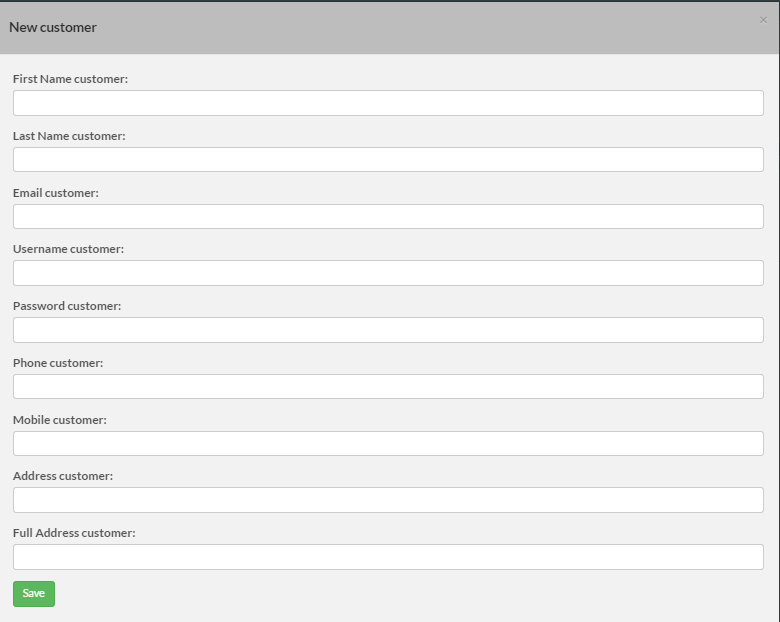 New customer
×
First Name customer:
Last Name customer:
Email customer:
Username customer:
Password customer:
Phone customer:
Mobile customer:
Address customer:
Full Address customer:
Save